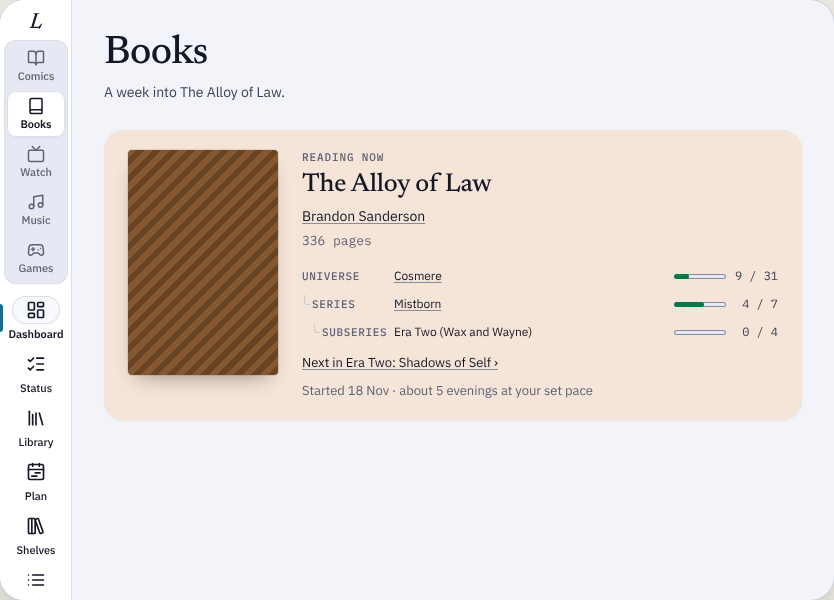 L
Comics
Books
Watch
Music
Games
Dashboard
Status
Library
Plan
Shelves
Books
A week into The Alloy of Law.
READING NOW
The Alloy of Law
Brandon Sanderson
336 pages
UNIVERSE Cosmere 9 / 31
SERIES Mistborn 4 / 7
SUBSERIES Era Two (Wax and Wayne) 0 / 4
Next in Era Two: Shadows of Self ›
Started 18 Nov · about 5 evenings at your set pace